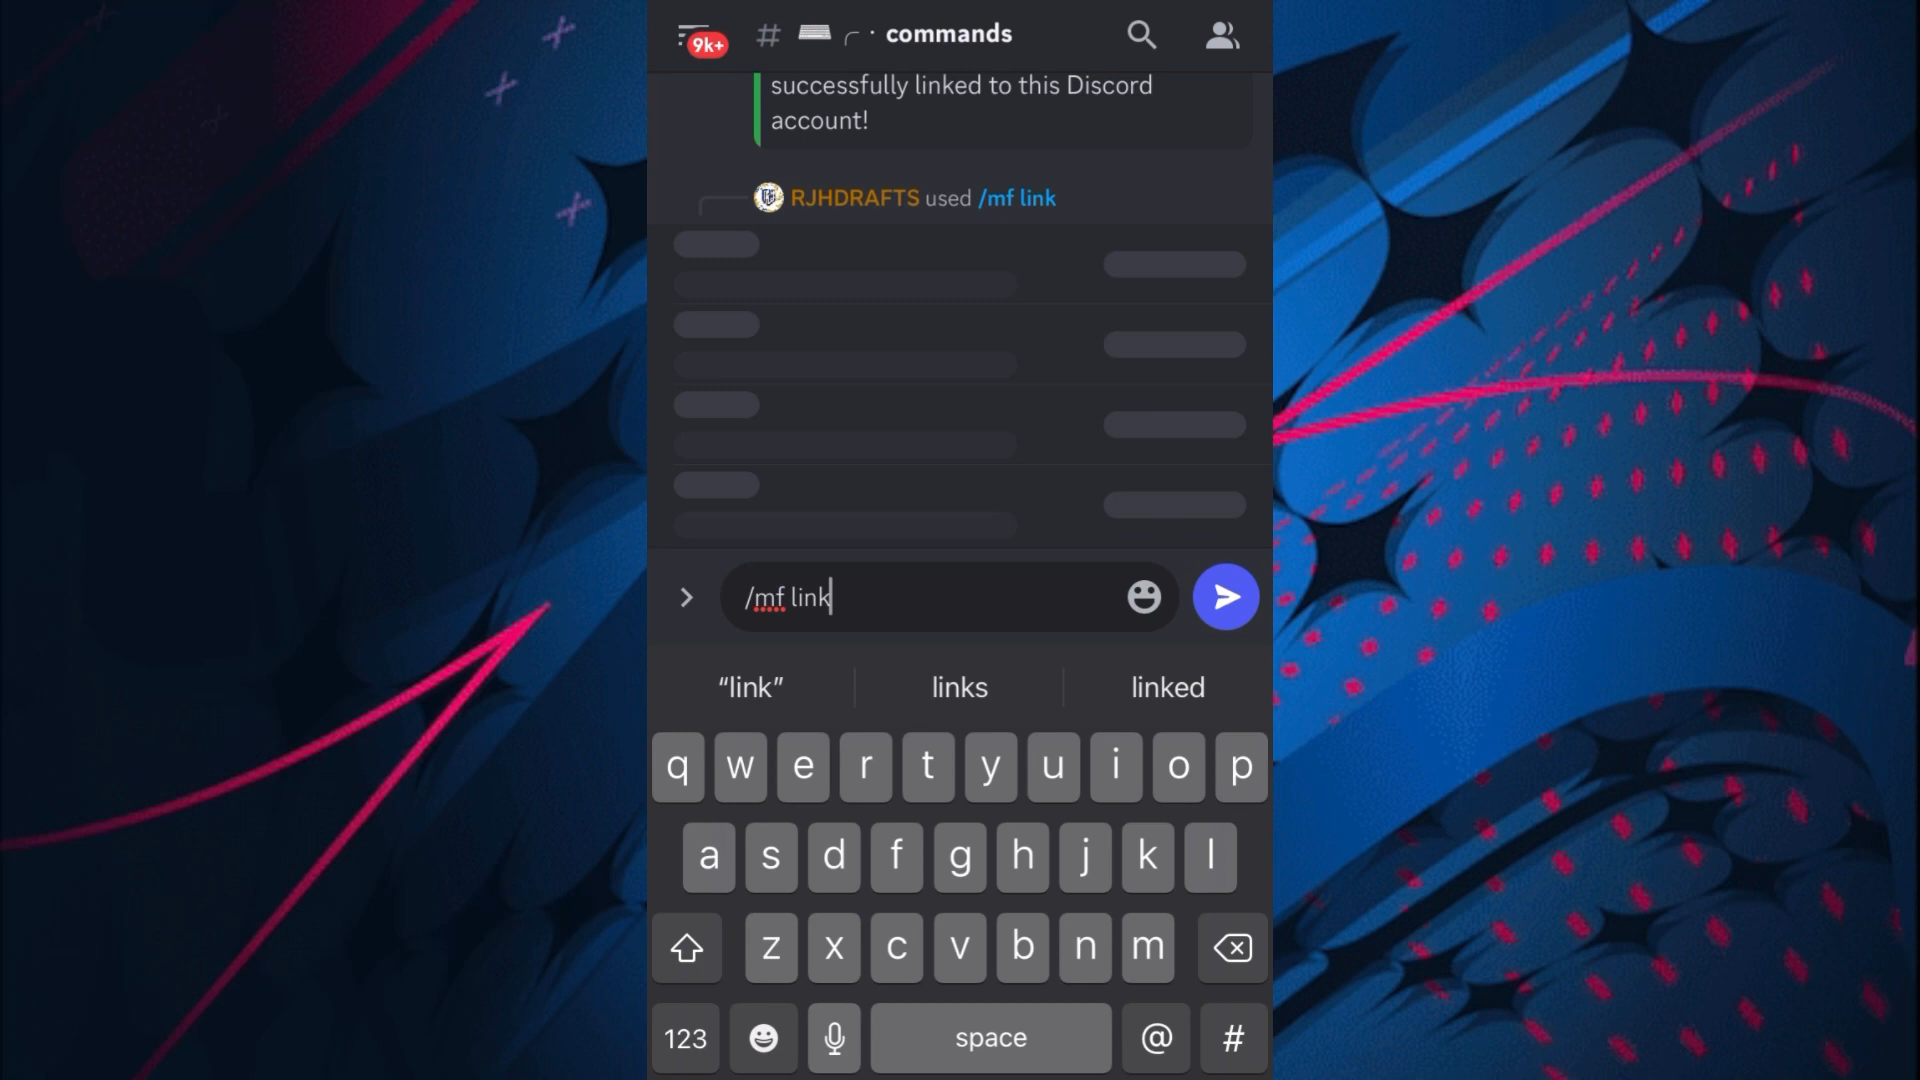 9k+ # ⌨ ╭ · commands
successfully linked to this Discord
account!
RJHDRAFTS used /mf link
/mf link
“link” links linked
q w e r t y u i o p
a s d f g h j k l
z x c v b n m
123 space @ #